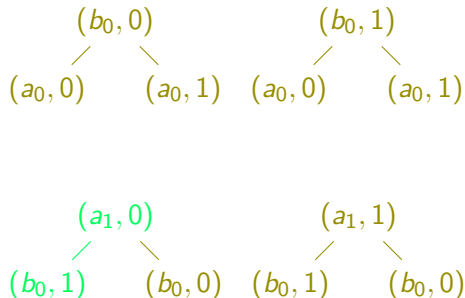 (b₀, 0) (b₀, 1)
(a₀, 0) (a₀, 1) (a₀, 0) (a₀, 1)
(a₁, 0) (a₁, 1)
(b₀, 1) (b₀, 0) (b₀, 1) (b₀, 0)